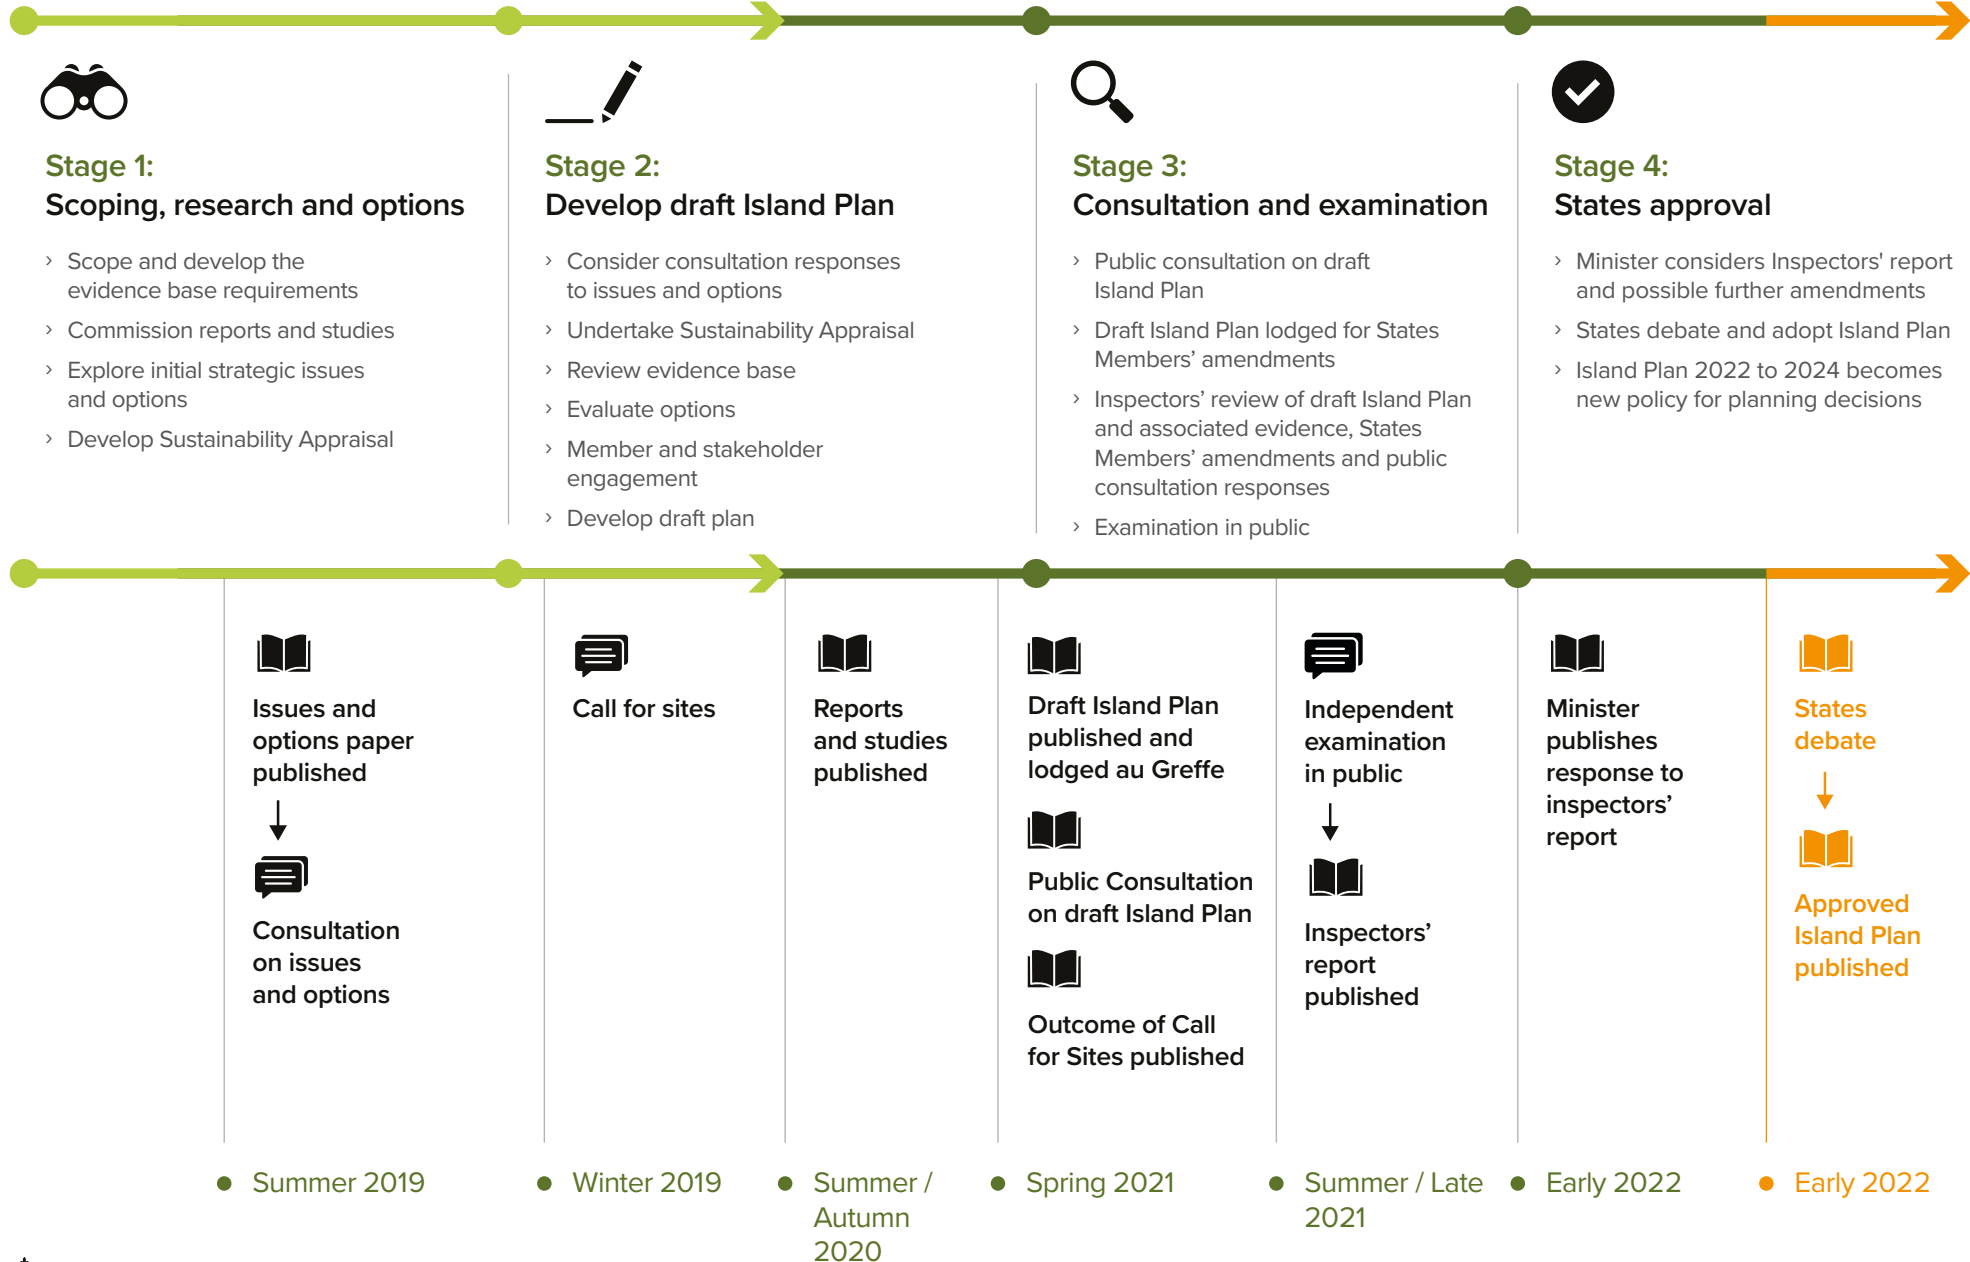 Stage 1:
Scoping, research and options
› Scope and develop the
evidence base requirements
› Commission reports and studies
› Explore initial strategic issues
and options
› Develop Sustainability Appraisal
Stage 2:
Develop draft Island Plan
› Consider consultation responses
to issues and options
› Undertake Sustainability Appraisal
› Review evidence base
› Evaluate options
› Member and stakeholder
engagement
› Develop draft plan
Stage 3:
Consultation and examination
› Public consultation on draft
Island Plan
› Draft Island Plan lodged for States
Members’ amendments
› Inspectors’ review of draft Island Plan
and associated evidence, States
Members’ amendments and public
consultation responses
› Examination in public
Stage 4:
States approval
› Minister considers Inspectors' report
and possible further amendments
› States debate and adopt Island Plan
› Island Plan 2022 to 2024 becomes
new policy for planning decisions
Issues and
options paper
published
Consultation
on issues
and options
Summer 2019
Call for sites
Winter 2019
Reports
and studies
published
Summer /
Autumn
2020
Draft Island Plan
published and
lodged au Greffe
Public Consultation
on draft Island Plan
Outcome of Call
for Sites published
Spring 2021
Independent
examination
in public
Inspectors’
report
published
Summer / Late
2021
Minister
publishes
response to
inspectors’
report
Early 2022
States
debate
Approved
Island Plan
published
Early 2022